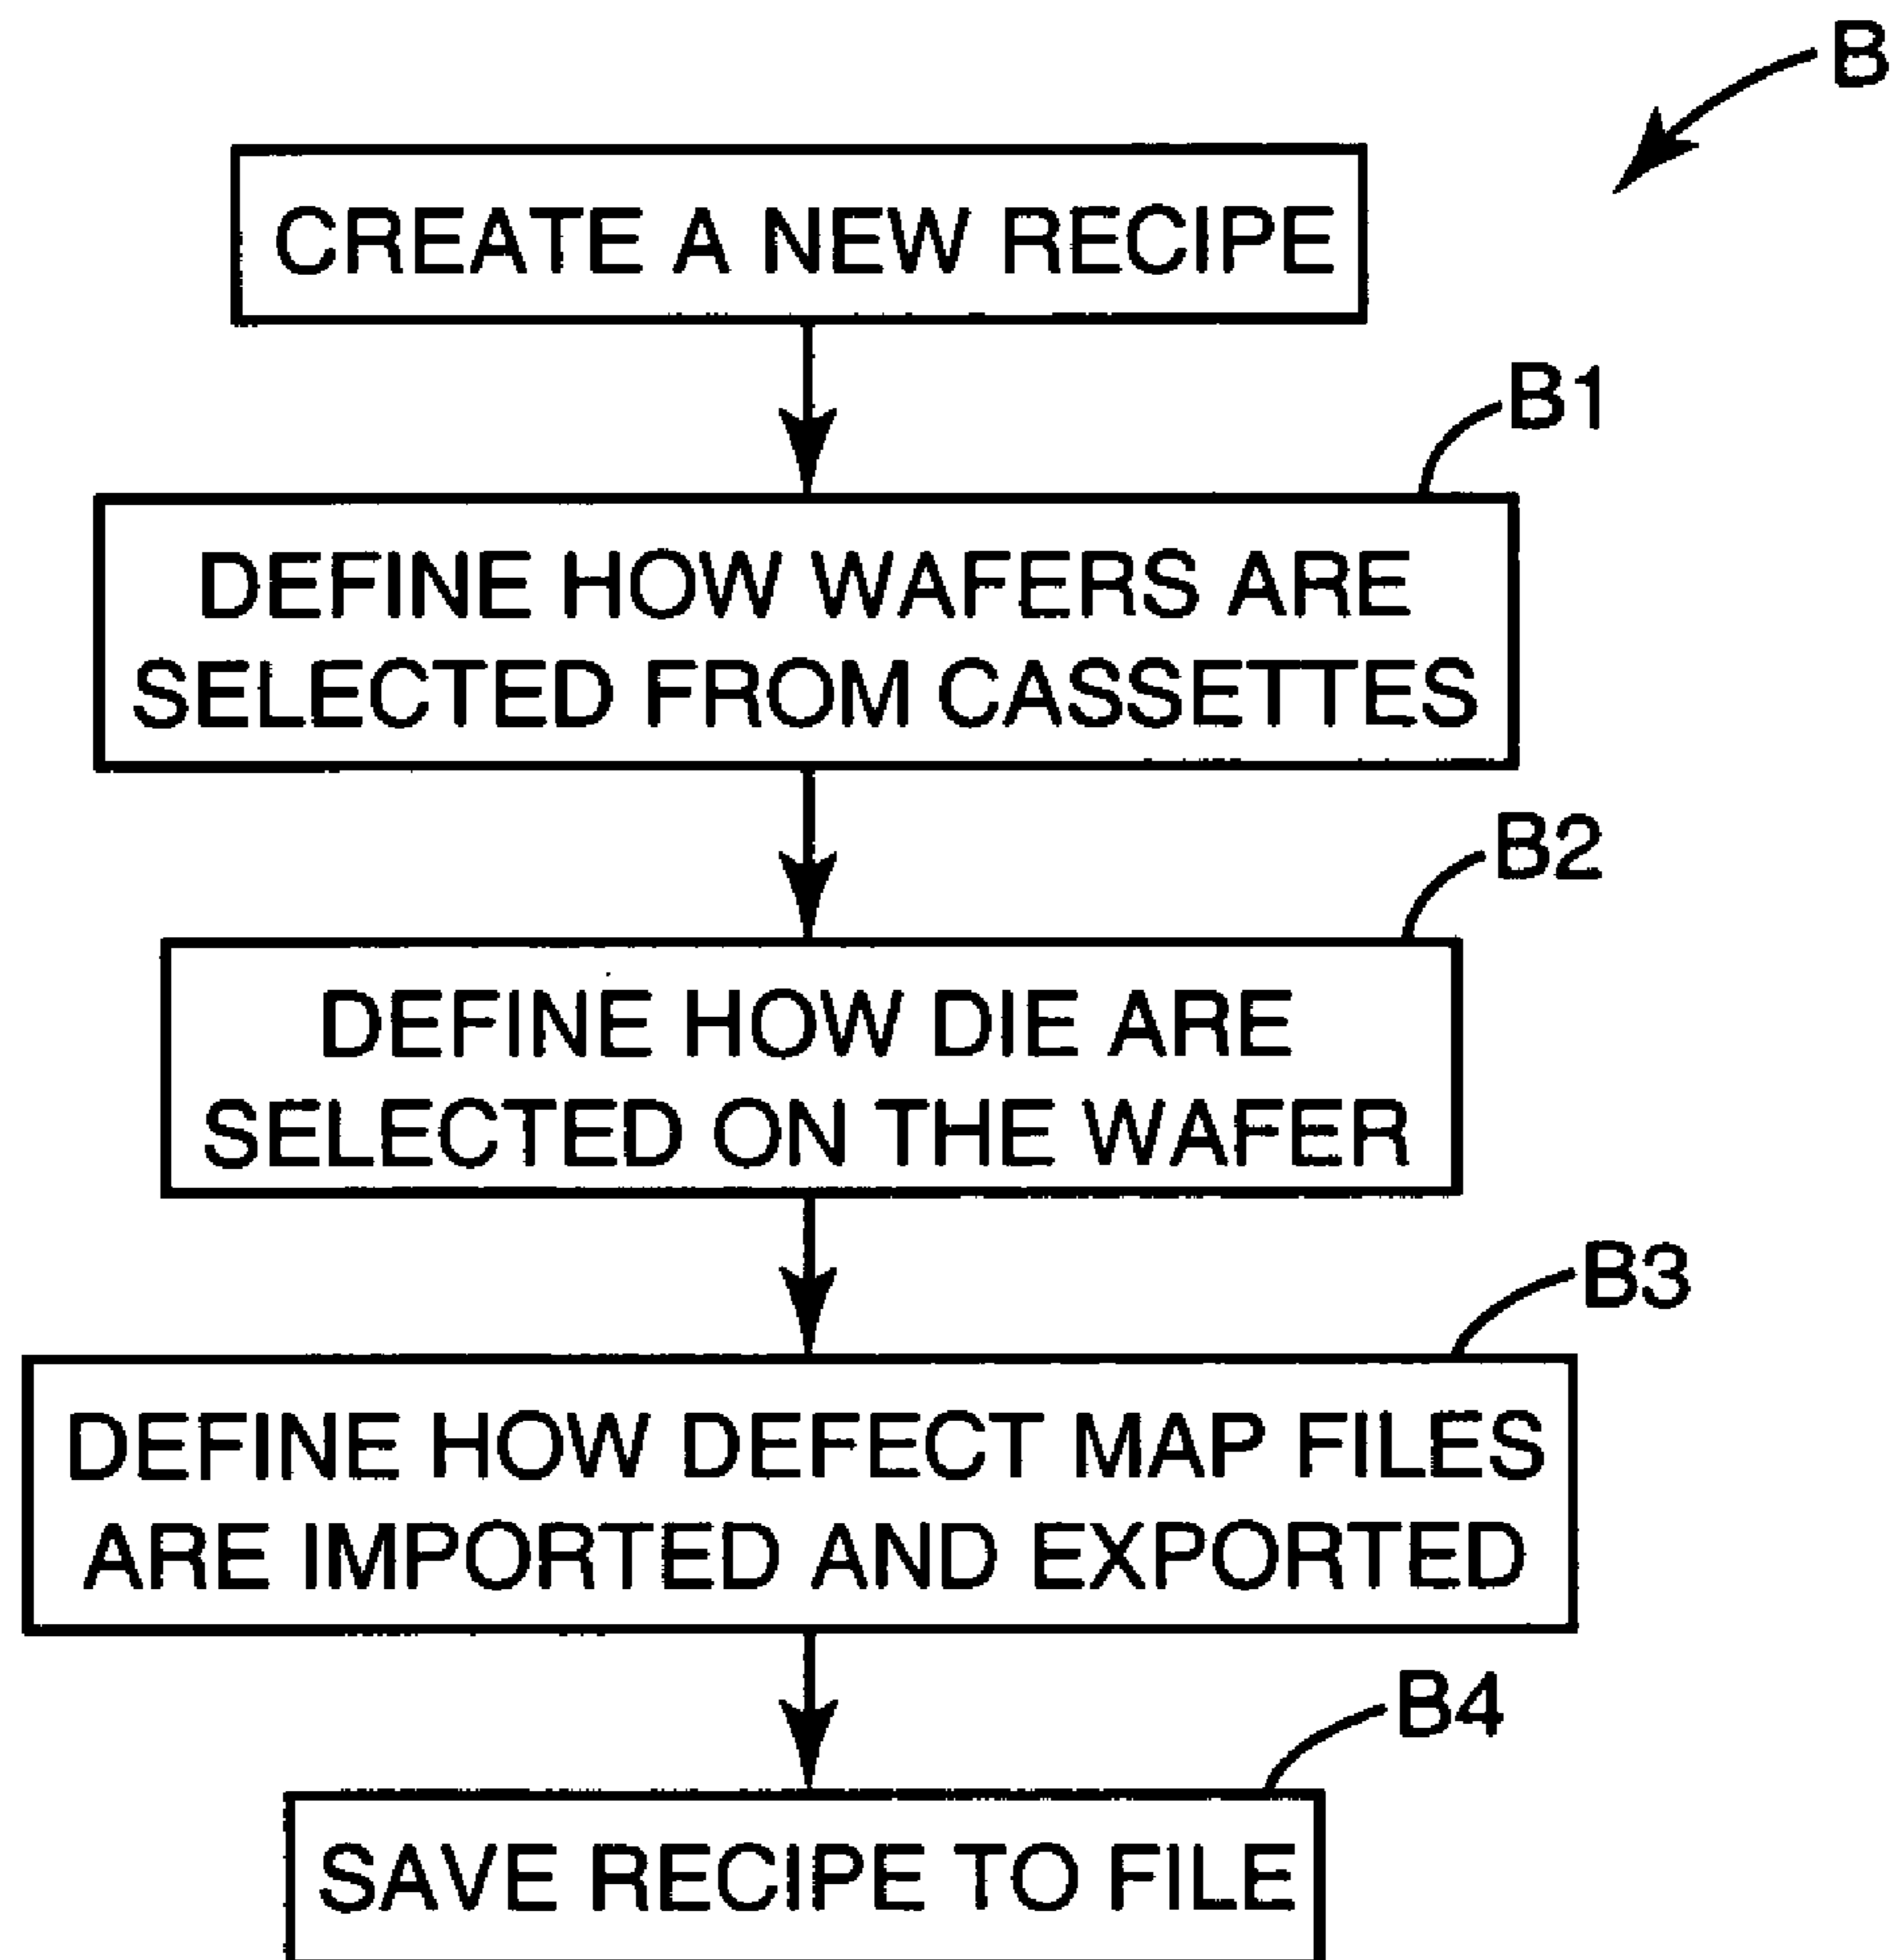 B
CREATE A NEW RECIPE
B1
DEFINE HOW WAFERS ARE
SELECTED FROM CASSETTES
B2
DEFINE HOW DIE ARE
SELECTED ON THE WAFER
B3
DEFINE HOW DEFECT MAP FILES
ARE IMPORTED AND EXPORTED
B4
SAVE RECIPE TO FILE